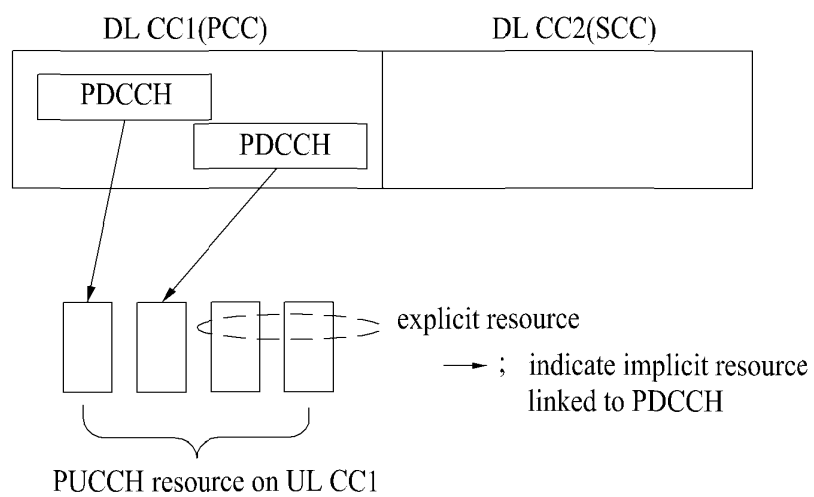 DL CC1(PCC)
DL CC2(SCC)
PDCCH
PDCCH
explicit resource
; indicate implicit resource
linked to PDCCH
PUCCH resource on UL CC1